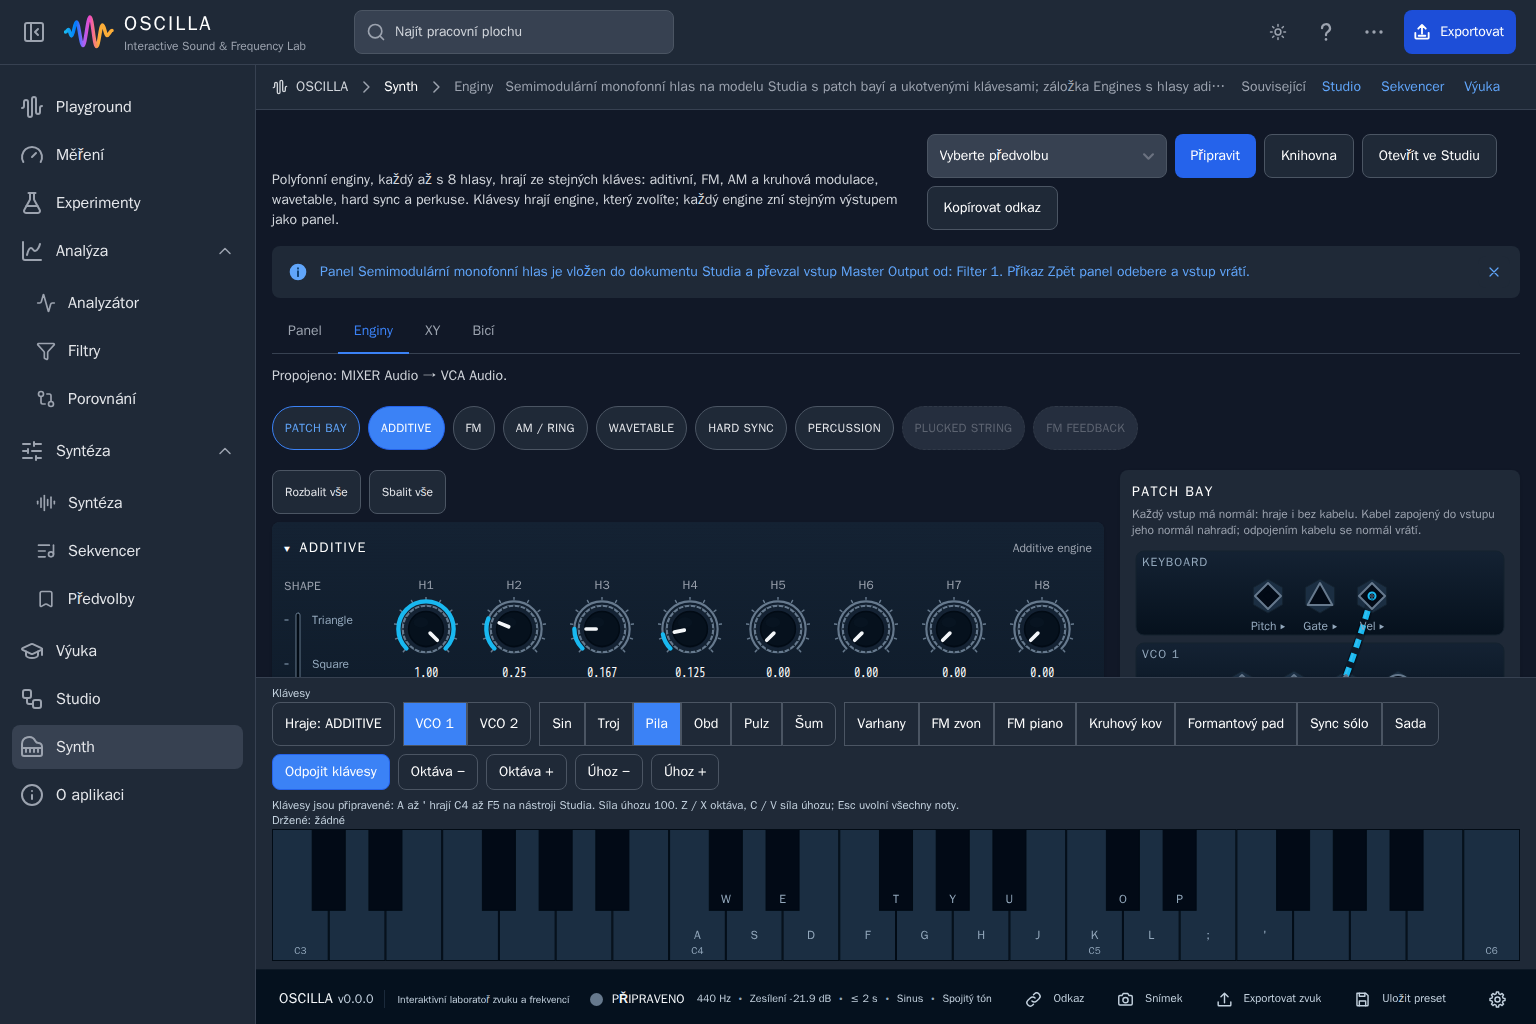 OSCILLA
Interactive Sound & Frequency Lab
Najít pracovní plochu
?
Exportovat
Playground
Měření
Experimenty
Analýza
Analyzátor
Filtry
Porovnání
Syntéza
Syntéza
Sekvencer
Předvolby
Výuka
Studio
Synth
O aplikaci
OSCILLA > Synth > Enginy Semimodulární monofonní hlas na modelu Studia s patch bayí a ukotvenými klávesami; záložka Engines s hlasy adi··· Související Studio Sekvencer Výuka
Polyfonní enginy, každý až s 8 hlasy, hrají ze stejných kláves: aditivní, FM, AM a kruhová modulace,
wavetable, hard sync a perkuse. Klávesy hrají engine, který zvolíte; každý engine zní stejným výstupem
jako panel.
Vyberte předvolbu
Připravit
Knihovna
Otevřít ve Studiu
Kopírovat odkaz
Panel Semimodulární monofonní hlas je vložen do dokumentu Studia a převzal vstup Master Output od: Filter 1. Příkaz Zpět panel odebere a vstup vrátí.
Panel Enginy XY Bicí
Propojeno: MIXER Audio → VCA Audio.
PATCH BAY ADDITIVE FM AM / RING WAVETABLE HARD SYNC PERCUSSION PLUCKED STRING FM FEEDBACK
Rozbalit vše Sbalit vše
▾ ADDITIVE Additive engine
SHAPE H1 H2 H3 H4 H5 H6 H7 H8
Triangle
Square
1.00 0.25 0.167 0.125 0.00 0.00 0.00 0.00
PATCH BAY
Každý vstup má normál: hraje i bez kabelu. Kabel zapojený do vstupu
jeho normál nahradí; odpojením kabelu se normál vrátí.
KEYBOARD
Pitch ▸ Gate ▸ Vel ▸
VCO 1
Klávesy
Hraje: ADDITIVE VCO 1 VCO 2 Sin Troj Pila Obd Pulz Šum Varhany FM zvon FM piano Kruhový kov Formantový pad Sync sólo Sada
Odpojit klávesy Oktáva − Oktáva + Úhoz − Úhoz +
Klávesy jsou připravené: A až ' hrají C4 až F5 na nástroji Studia. Síla úhozu 100. Z / X oktáva, C / V síla úhozu; Esc uvolní všechny noty.
Držené: žádné
W E T Y U O P
A S D F G H J K L ; '
C3 C4 C5 C6
OSCILLA v0.0.0 Interaktivní laboratoř zvuku a frekvencí PŘIPRAVENO 440 Hz • Zesílení -21.9 dB • ≤ 2 s • Sinus • Spojitý tón Odkaz Snímek Exportovat zvuk Uložit preset